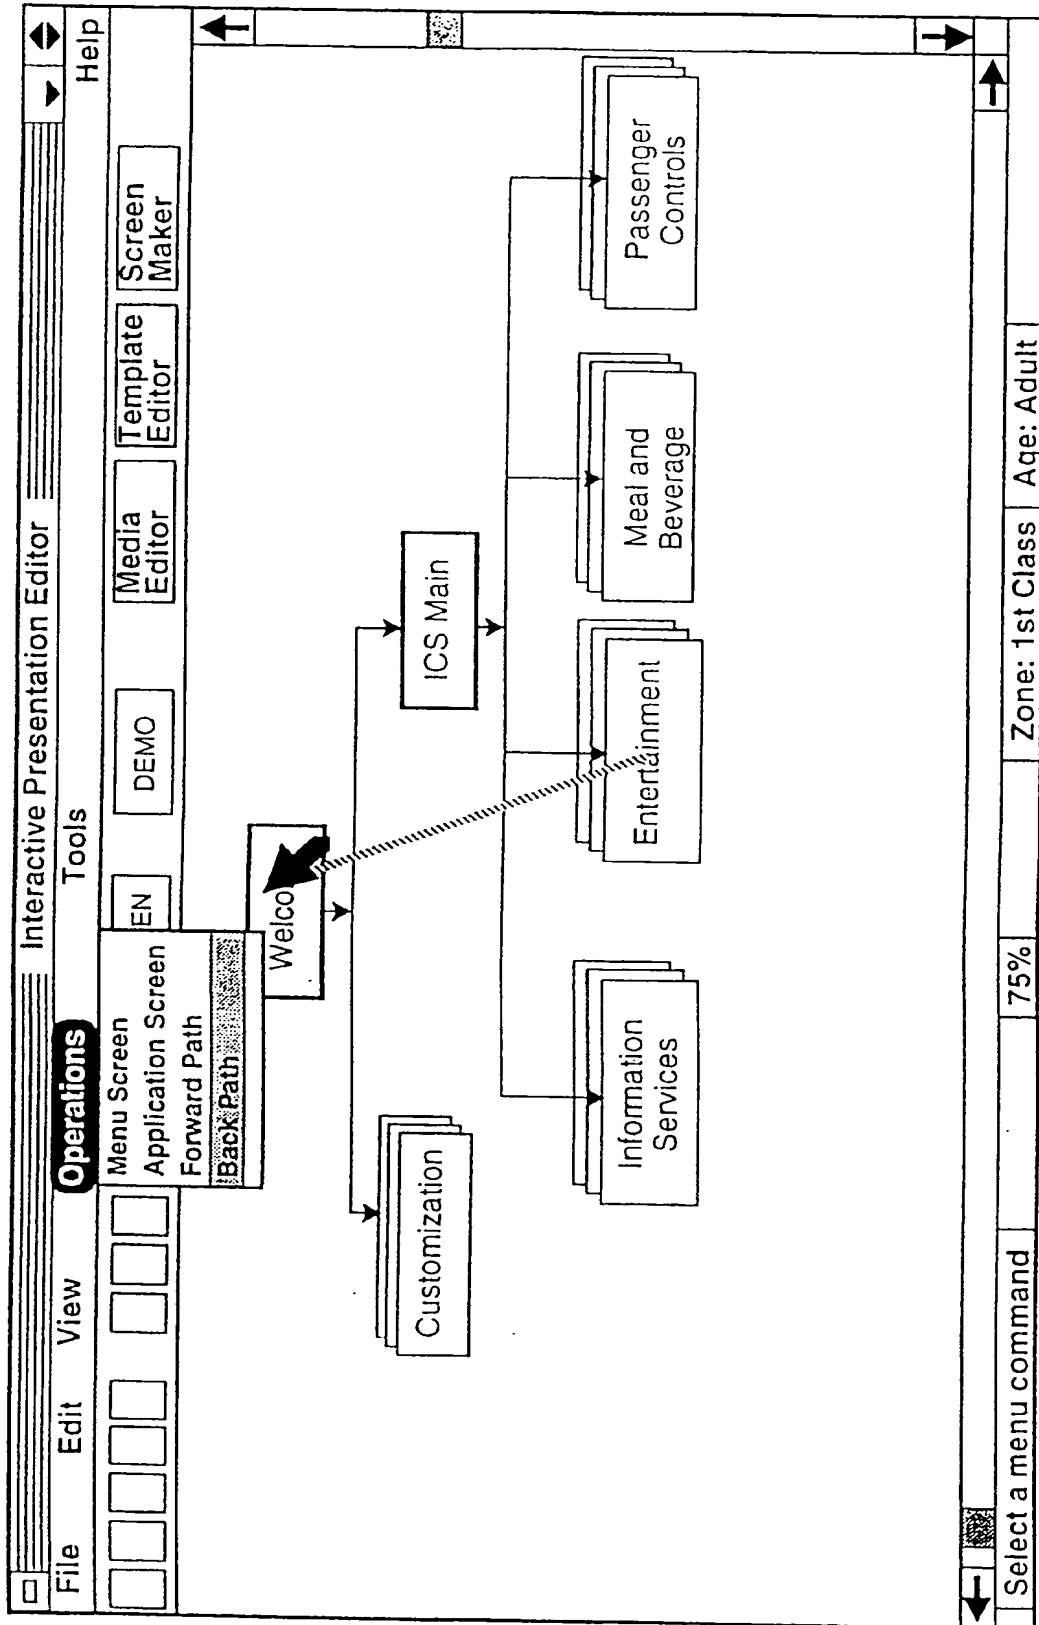 Interactive Presentation Editor
File Edit View Operations Tools Help
EN DEMO
Media
Editor
Template
Editor
Screen
Maker
Menu Screen
Application Screen
Forward Path
Back Path
Welco
Customization
ICS Main
Information
Services
Entertainment
Meal and
Beverage
Passenger
Controls
Select a menu command 75% Zone: 1st Class Age: Adult